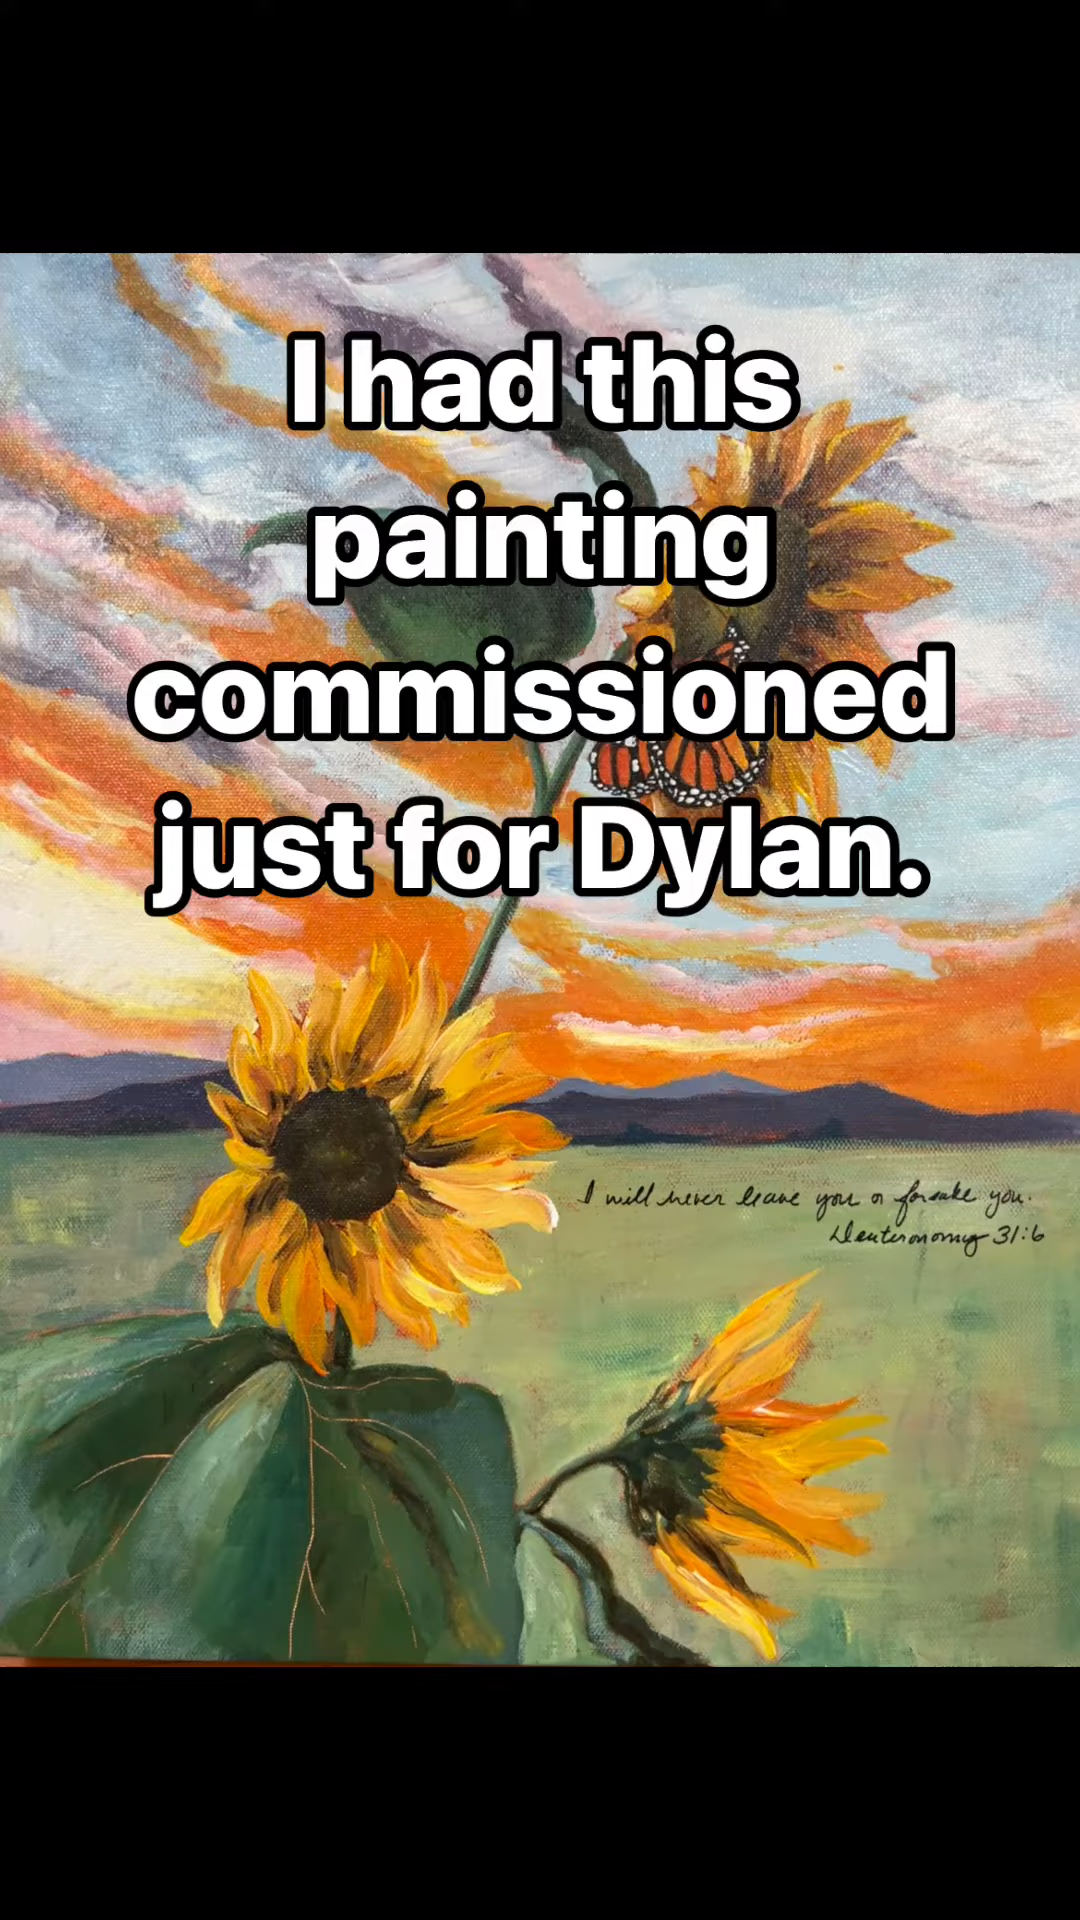 I had this
painting
commissioned
just for Dylan.
I will never leave you or forsake you.
Deuteronomy 31:6